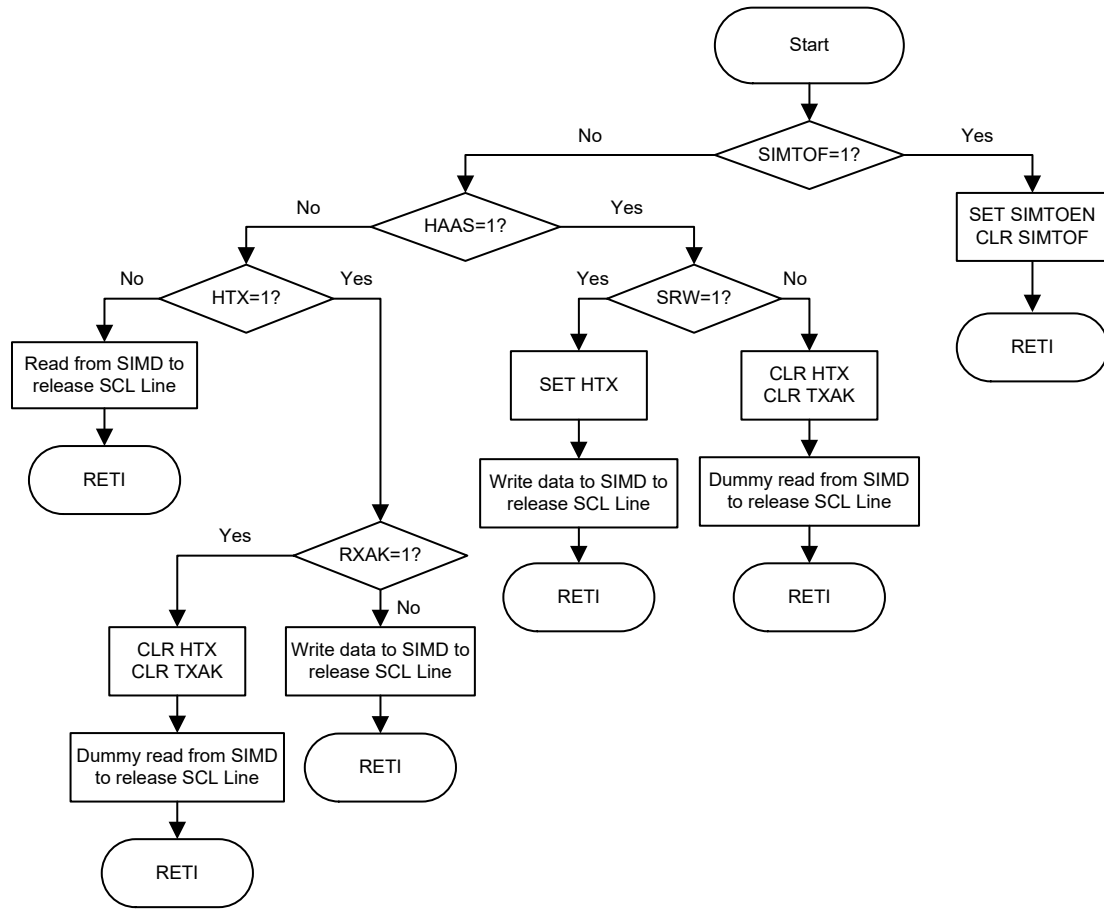 Start
No
Yes
SIMTOF=1?
SET SIMTOEN
CLR SIMTOF
RETI
No
Yes
HAAS=1?
No
Yes
HTX=1?
Read from SIMD to
release SCL Line
RETI
Yes
No
SRW=1?
SET HTX
Write data to SIMD to
release SCL Line
RETI
CLR HTX
CLR TXAK
Dummy read from SIMD
to release SCL Line
RETI
Yes
RXAK=1?
No
CLR HTX
CLR TXAK
Dummy read from SIMD
to release SCL Line
RETI
Write data to SIMD to
release SCL Line
RETI